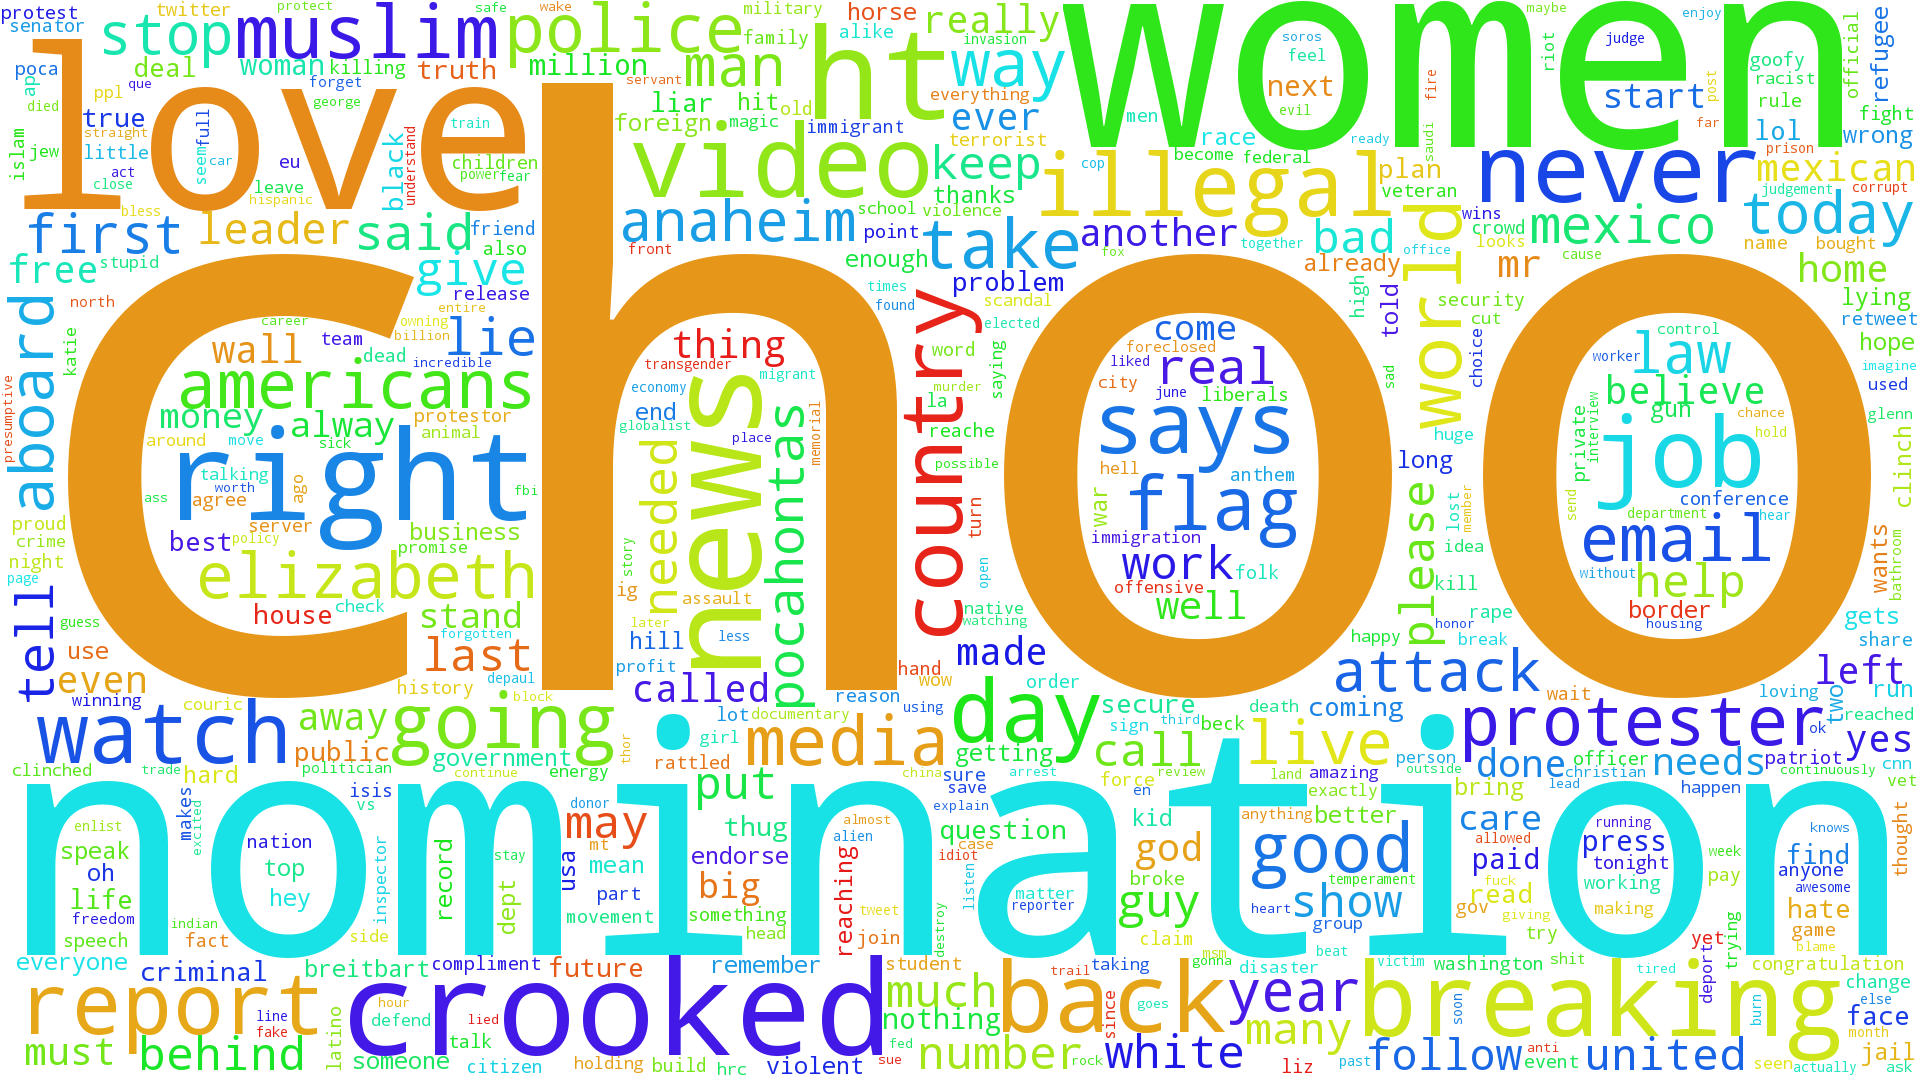 choo
nomination
women
love
ht
crooked
news
right
video
never
illegal
breaking
back
report
country
job
day
going
watch
media
americans
elizabeth
muslim
police
stop
man
way
really
million
woman
killing
truth
deal
senator
protest
twitter
protect
safe
wake
military
family
horse
alike
invasion
servant
everything
forget
george
que
ppl
ap
died
poca
true
straight
little
islam
jew
act
close
eu
seem
full
car
leave
hispanic
bless
black
understand
train
children
power
fear
liar
hit
old
foreign
magic
immigrant
ever
terrorist
keep
thanks
men
race
become
federal
cop
soros
feel
next
evil
maybe
riot
judge
enjoy
start
fire
post
far
ready
saudi
goofy
racist
rule
official
refugee
fight
lol
wrong
prison
mexican
judgement
corrupt
plan
veteran
first
leader
said
friend
also
anaheim
front
school
violence
point
take
another
together
bad
office
fox
already
world
wins
crowd
looks
mexico
cause
today
name
bought
free
stupid
give
release
enough
problem
times
found
scandal
elected
high
told
mr
security
cut
home
lying
retweet
hope
aboard
north
katie
presumptive
career
team
owning
billion
entire
wall
dead
incredible
lie
thing
transgender
migrant
economy
globalist
place
memorial
word
saying
murder
la
reache
possible
come
foreclosed
liked
real
city
june
liberals
says
hell
anthem
flag
war
immigration
work
folk
offensive
well
sad
choice
huge
long
law
control
worker
believe
gun
private
interview
chance
hold
imagine
used
glenn
conference
email
department
hear
send
without
help
border
housing
clinch
wants
bathroom
money
alway
protestor
animal
around
move
sick
talking
worth
agree
ago
server
ass
fbi
best
policy
business
promise
house
check
stand
forgotten
end
needed
story
ig
assault
later
less
pocahontas
turn
open
native
watching
proud
crime
night
page
tell
guess
use
even
last
depaul
hill
profit
called
hand
wow
reason
made
order
happy
please
lost
member
idea
kill
rape
honor
break
attack
gets
share
left
winning
couric
history
block
away
public
politician
government
energy
thor
lot
girl
documentary
rattled
using
getting
secure
sign
third
beck
call
death
coming
live
wait
protester
loving
two
run
reached
ok
yes
clinched
trade
hard
isis
vs
continue
donor
put
china
sure
save
explain
arrest
force
review
land
amazing
exactly
person
outside
done
officer
christian
lead
needs
patriot
happen
continuously
cnn
vet
makes
excited
enlist
speak
oh
life
freedom
speech
nation
top
hey
inspector
record
stay
dept
may
mt
usa
mean
part
movement
thug
endorse
big
something
head
almost
alien
reaching
tweet
join
question
case
idiot
listen
destroy
en
kid
god
matter
reporter
broke
guy
claim
anything
better
good
temperament
heart
show
group
beat
bring
care
allowed
paid
fuck
read
gov
giving
try
running
press
tonight
working
making
yet
week
pay
trying
knows
find
anyone
awesome
hate
game
blame
thought
everyone
indian
fact
side
criminal
breitbart
compliment
future
remember
student
trail
taking
msm
gonna
disaster
victim
washington
shit
tired
deport
congratulation
change
hour
line
defend
fake
lied
talk
much
nothing
since
goes
year
many
soon
burn
else
face
month
must
behind
latino
someone
citizen
holding
build
hrc
violent
sue
fed
number
rock
white
liz
past
follow
anti
event
united
seen
actually
jail
ask